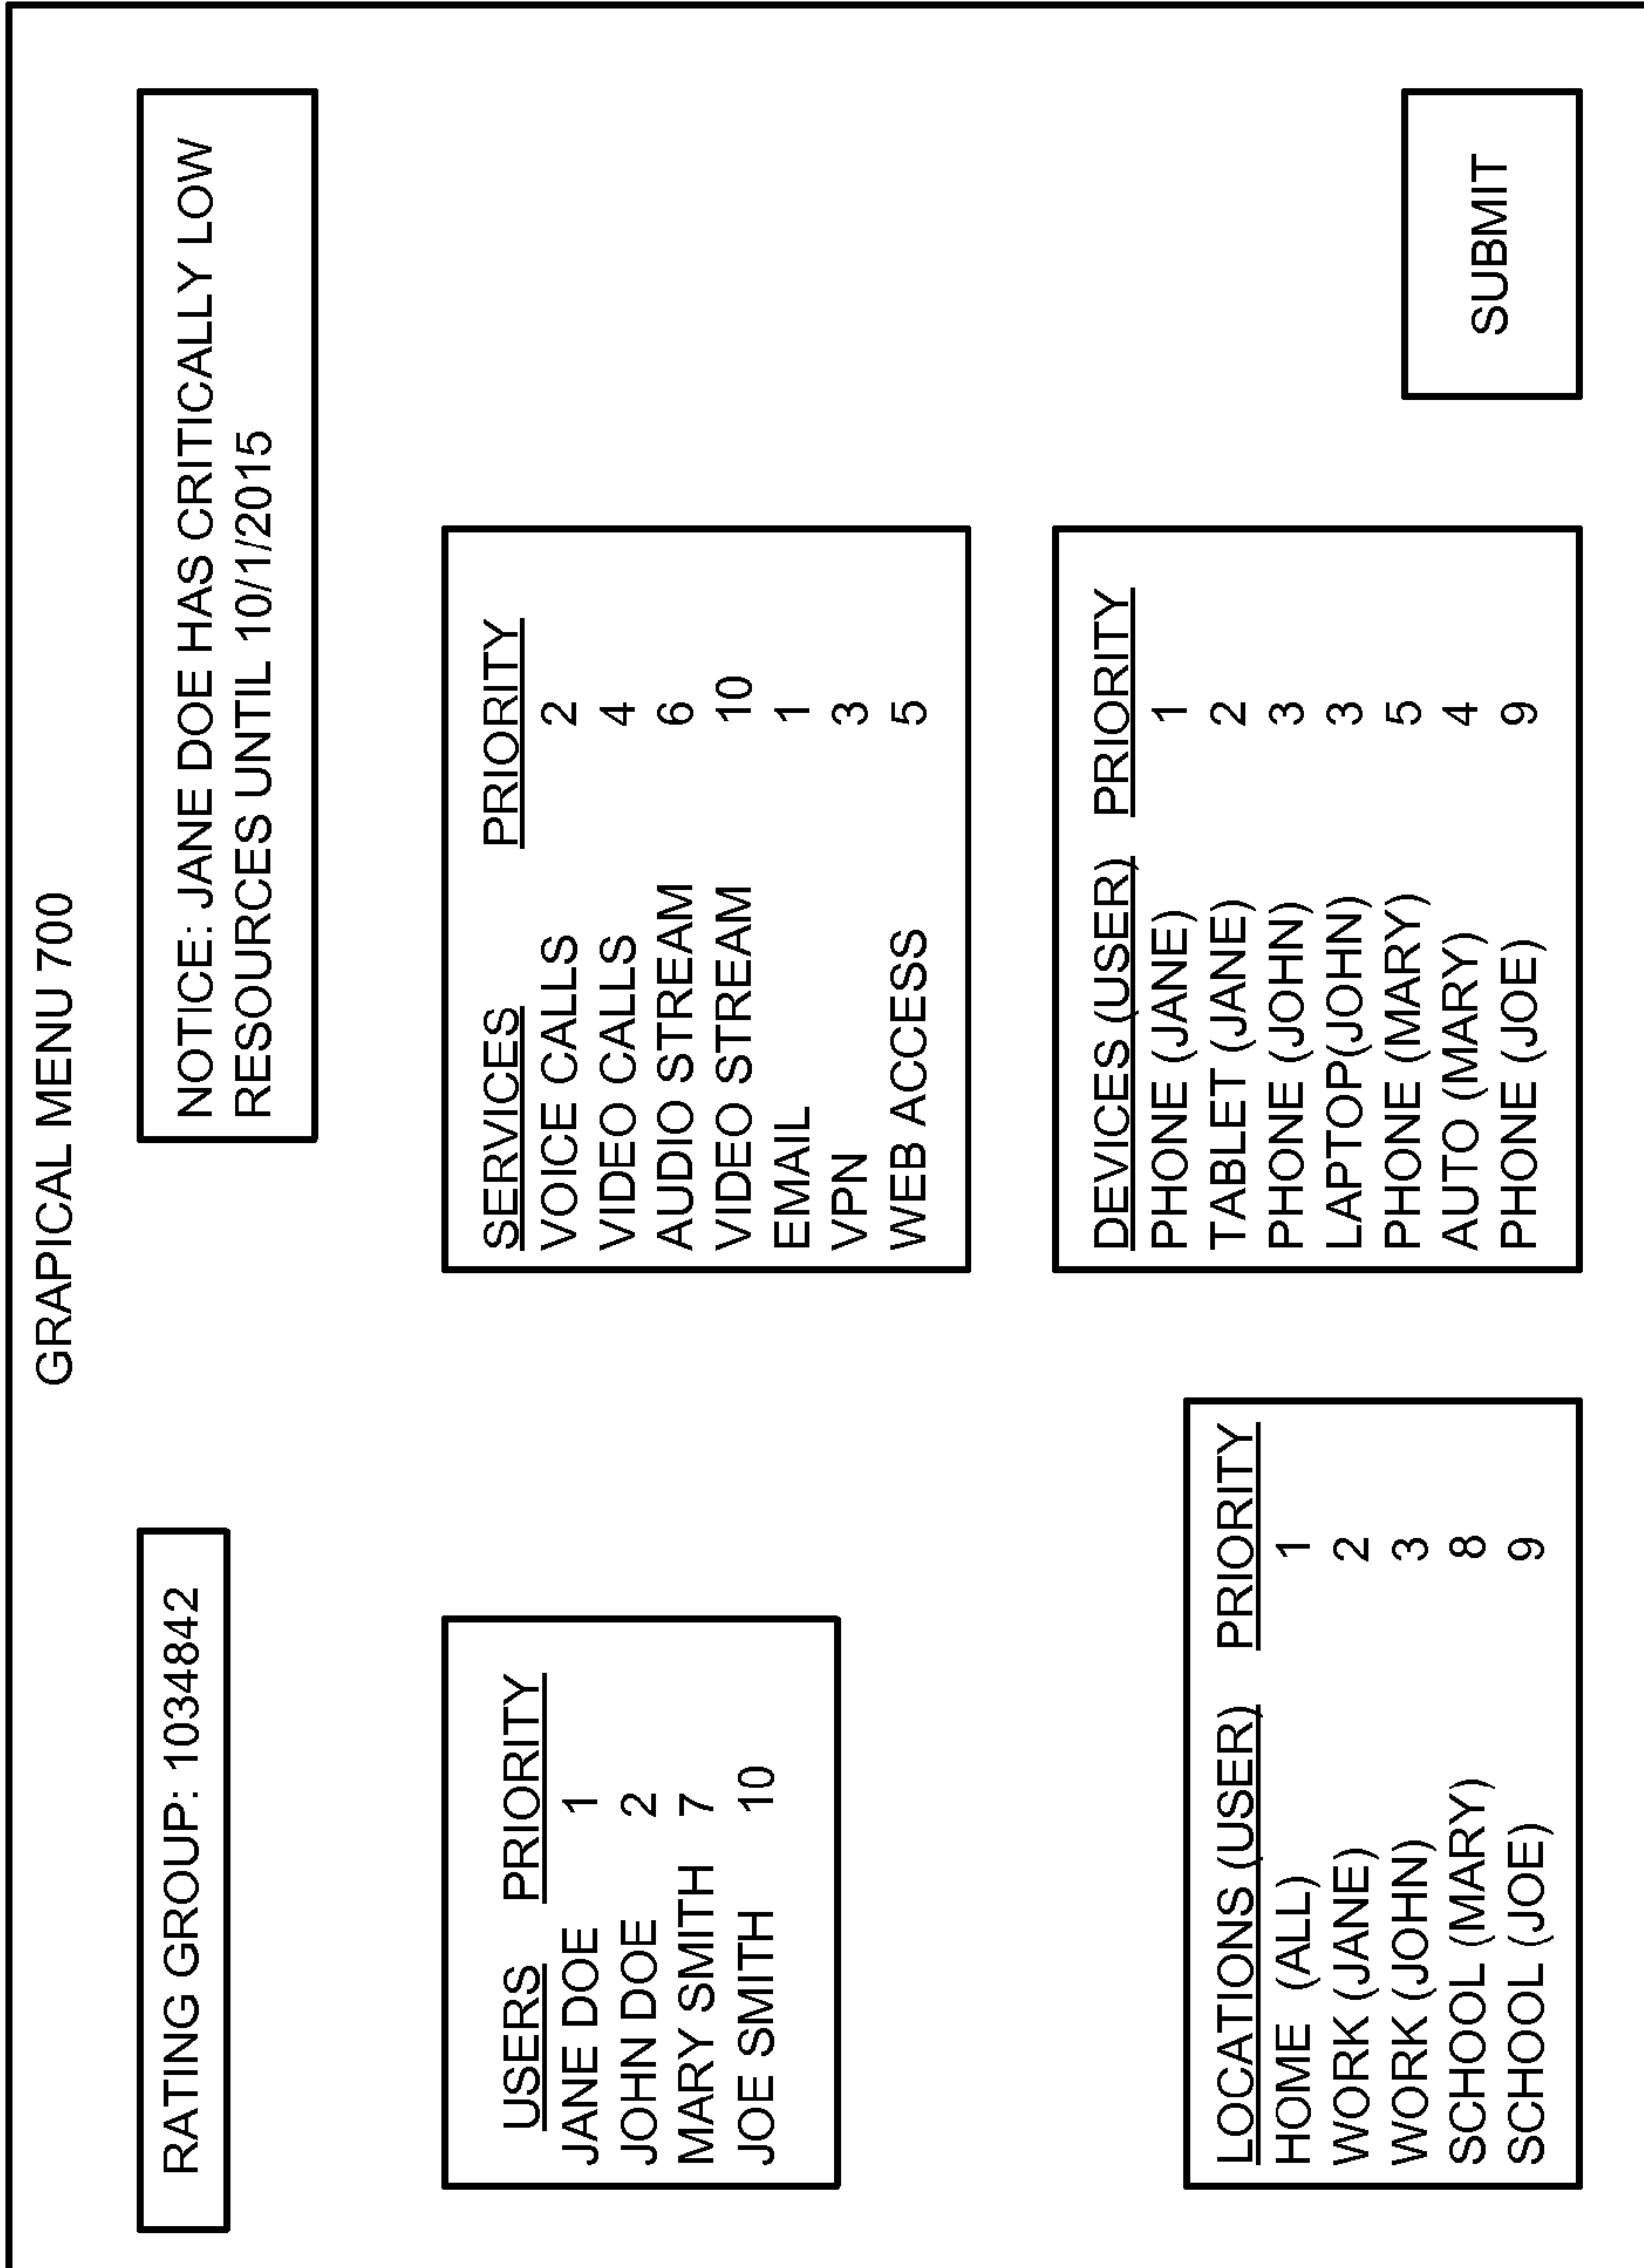 GRAPICAL MENU 700
RATING GROUP: 1034842
NOTICE: JANE DOE HAS CRITICALLY LOW
RESOURCES UNTIL 10/1/2015
USERS PRIORITY
JANE DOE 1
JOHN DOE 2
MARY SMITH 7
JOE SMITH 10
SERVICES PRIORITY
VOICE CALLS 2
VIDEO CALLS 4
AUDIO STREAM 6
VIDEO STREAM 10
EMAIL 1
VPN 3
WEB ACCESS 5
LOCATIONS (USER) PRIORITY
HOME (ALL) 1
WORK (JANE) 2
WORK (JOHN) 3
SCHOOL (MARY) 8
SCHOOL (JOE) 9
DEVICES (USER) PRIORITY
PHONE (JANE) 1
TABLET (JANE) 2
PHONE (JOHN) 3
LAPTOP(JOHN) 3
PHONE (MARY) 5
AUTO (MARY) 4
PHONE (JOE) 9
SUBMIT